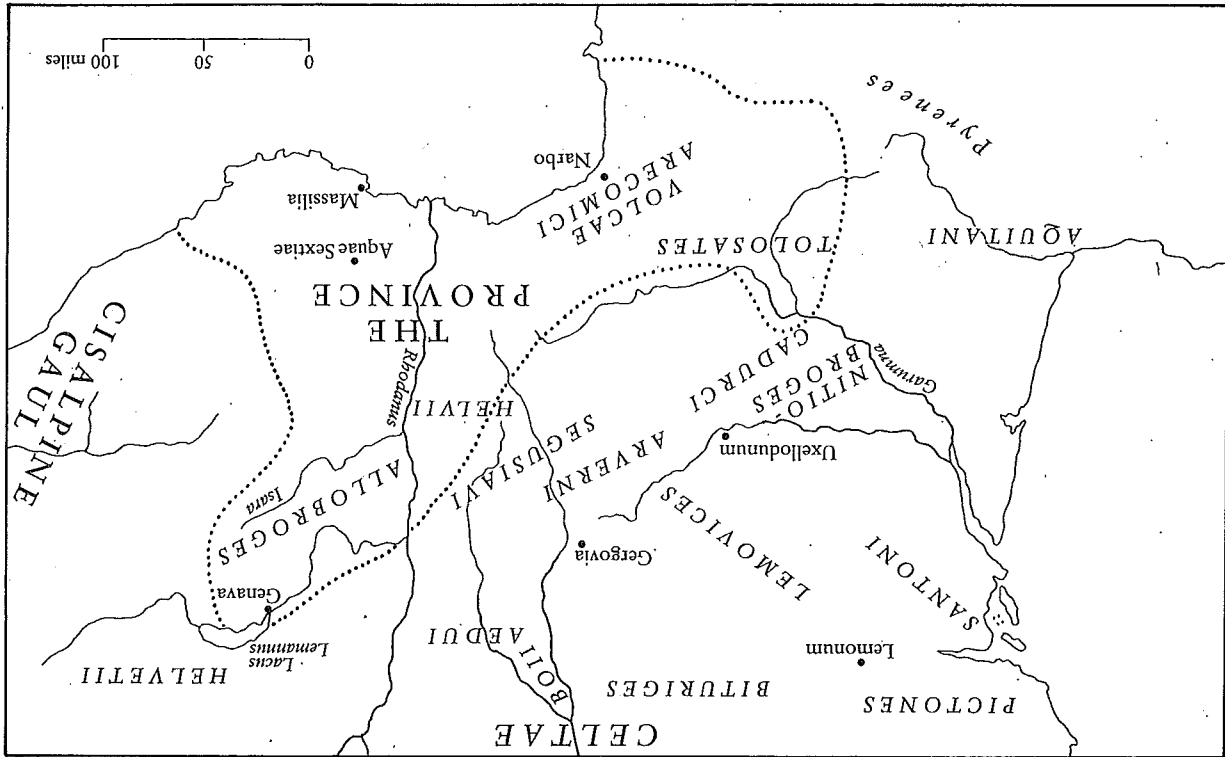 CELTAE
PICTONES
BITURIGES
BOII
AEDUI
HELVETII
Lacus
Lemannus
Lemonum
Genava
SANTONI
LEMOVICES
Gergovia
SEGUSIAVI
ALLOBROGES
Isara
Uxellodunum
ARVERNI
HELVII
Rhodanus
CISALPINE
GAUL
NITIO-
BROGES
CADURCI
Garumna
THE
PROVINCE
AQUITANI
TOLOSATES
VOLCAE
ARECOMICI
Aquae Sextiae
Massilia
Narbo
Pyrenees
0 50 100 miles